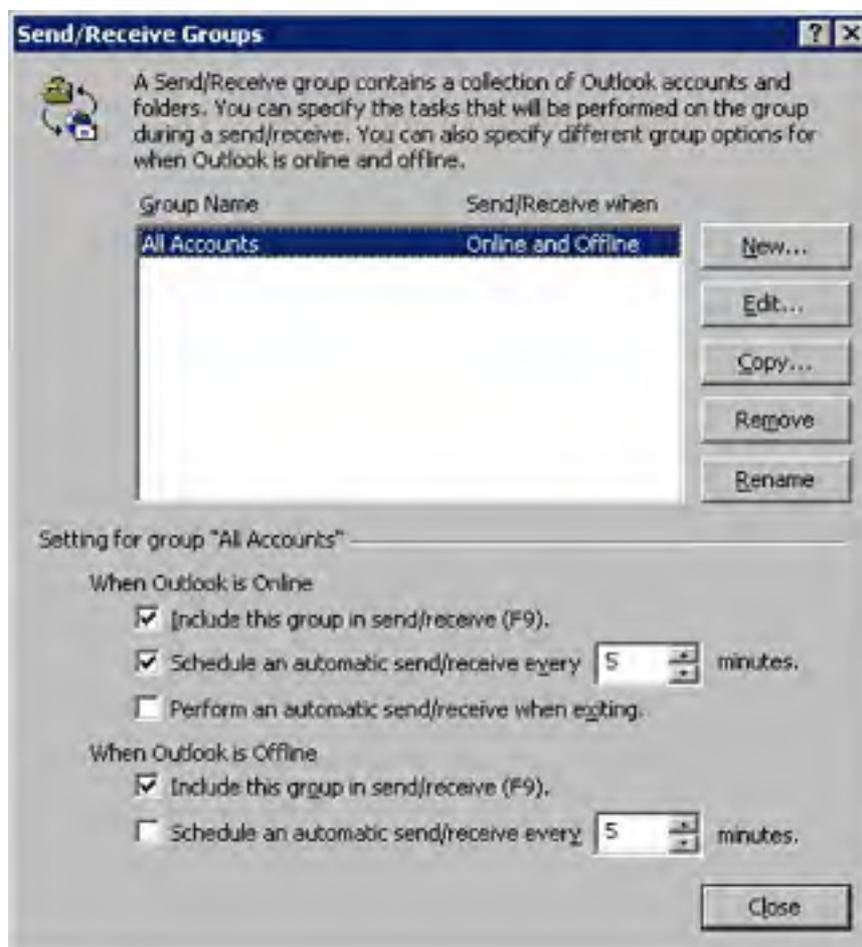 Send/Receive Groups
A Send/Receive group contains a collection of Outlook accounts and
folders. You can specify the tasks that will be performed on the group
during a send/receive. You can also specify different group options for
when Outlook is online and offline.
Group Name Send/Receive when
All Accounts Online and Offline
New...
Edit...
Copy...
Remove
Rename
Setting for group "All Accounts"
When Outlook is Online
Include this group in send/receive (F9).
Schedule an automatic send/receive every 5 minutes.
Perform an automatic send/receive when exiting.
When Outlook is Offline
Include this group in send/receive (F9).
Schedule an automatic send/receive every 5 minutes.
Close